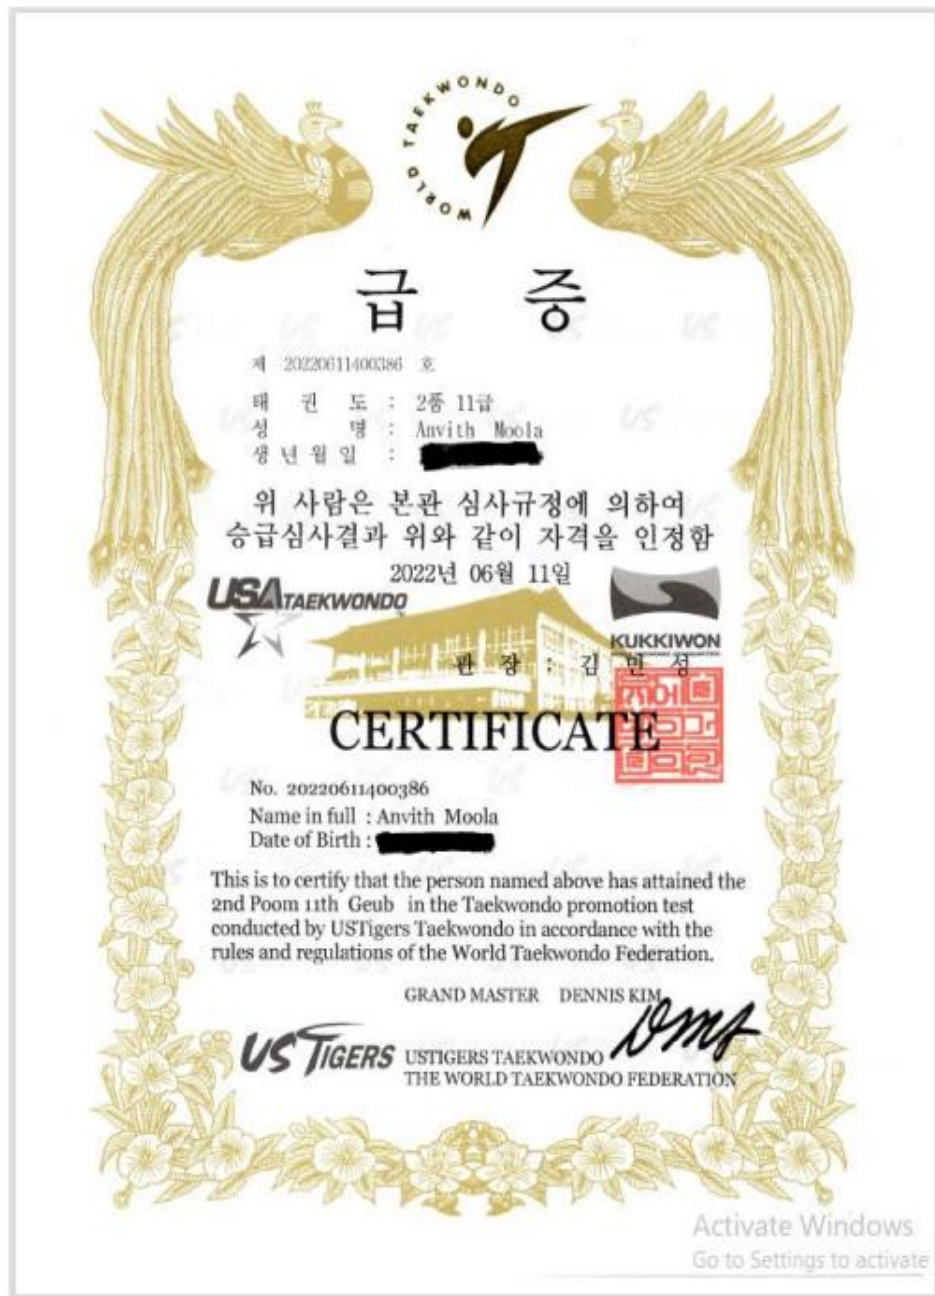 WORLD TAEKWONDO
급 증
제 20220611400386 호
태 권 도 : 2품 11급
성 명 : Anvith Moola
생 년 월 일 :
위 사람은 본관 심사규정에 의하여
승급심사결과 위와 같이 자격을 인정함
2022년 06월 11일
USA TAEKWONDO
KUKKIWON
관 장 : 김 민 성
CERTIFICATE
No. 20220611400386
Name in full : Anvith Moola
Date of Birth :
This is to certify that the person named above has attained the
2nd Poom 11th Geub in the Taekwondo promotion test
conducted by USTigers Taekwondo in accordance with the
rules and regulations of the World Taekwondo Federation.
GRAND MASTER DENNIS KIM
US TIGERS
USTIGERS TAEKWONDO
THE WORLD TAEKWONDO FEDERATION
Activate Windows
Go to Settings to activate